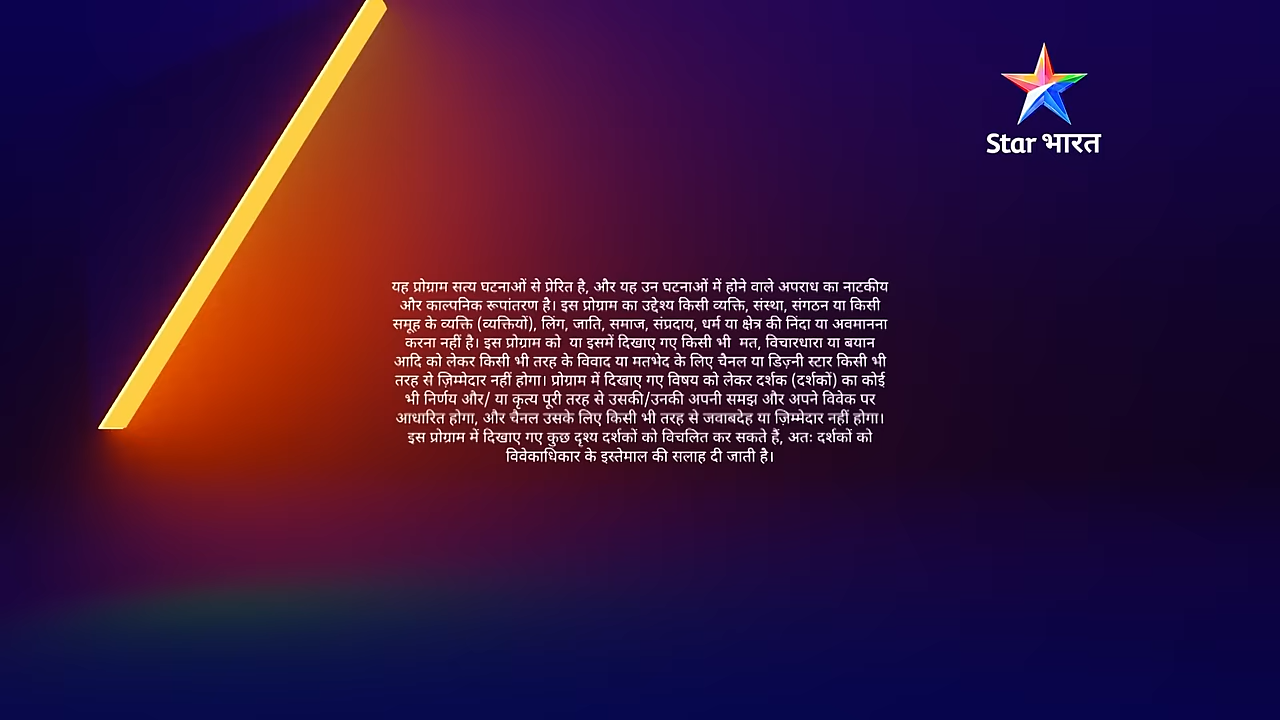 Star भारत
यह प्रोग्राम सत्य घटनाओं से प्रेरित है, और यह उन घटनाओं में होने वाले अपराध का नाटकीय
और काल्पनिक रूपांतरण है। इस प्रोग्राम का उद्देश्य किसी व्यक्ति, संस्था, संगठन या किसी
समूह के व्यक्ति (व्यक्तियों), लिंग, जाति, समाज, संप्रदाय, धर्म या क्षेत्र की निंदा या अवमानना
करना नहीं है। इस प्रोग्राम को या इसमें दिखाए गए किसी भी मत, विचारधारा या बयान
आदि को लेकर किसी भी तरह के विवाद या मतभेद के लिए चैनल या डिज़्नी स्टार किसी भी
तरह से ज़िम्मेदार नहीं होगा। प्रोग्राम में दिखाए गए विषय को लेकर दर्शक (दर्शकों) का कोई
भी निर्णय और/ या कृत्य पूरी तरह से उसकी/उनकी अपनी समझ और अपने विवेक पर
आधारित होगा, और चैनल उसके लिए किसी भी तरह से जवाबदेह या ज़िम्मेदार नहीं होगा।
इस प्रोग्राम में दिखाए गए कुछ दृश्य दर्शकों को विचलित कर सकते हैं, अतः दर्शकों को
विवेकाधिकार के इस्तेमाल की सलाह दी जाती है।